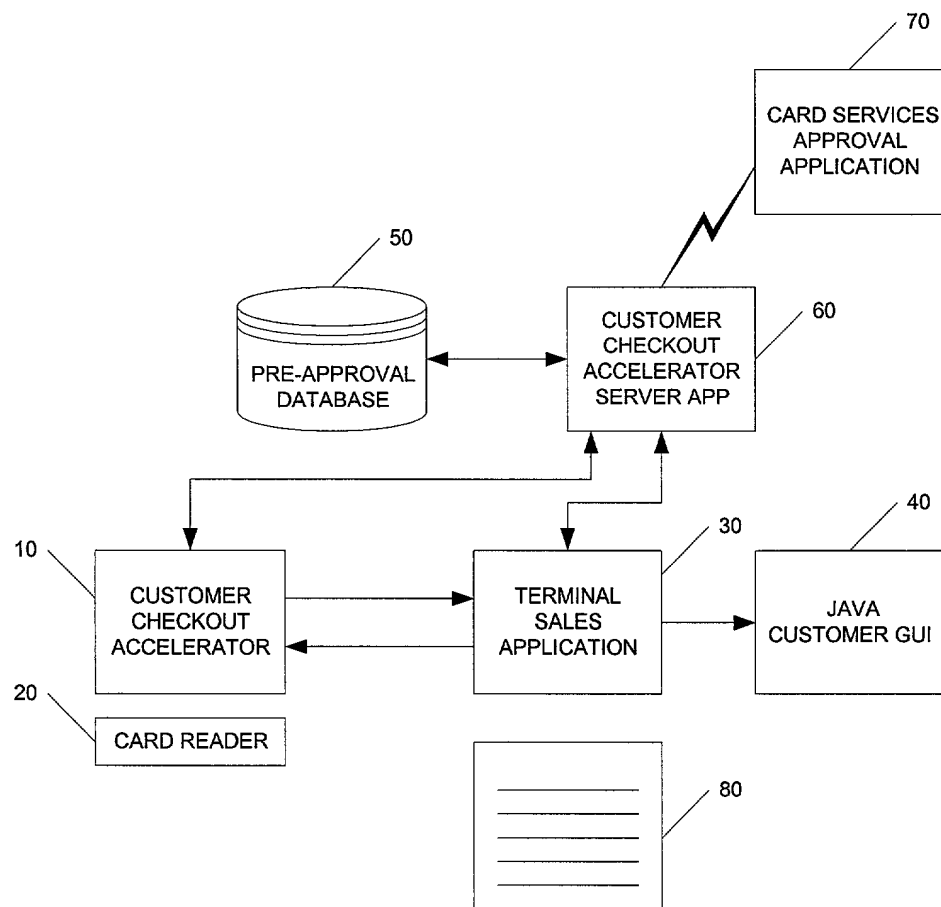 70
CARD SERVICES
APPROVAL
APPLICATION
50
PRE-APPROVAL
DATABASE
CUSTOMER
CHECKOUT
ACCELERATOR
SERVER APP
60
10
CUSTOMER
CHECKOUT
ACCELERATOR
30
TERMINAL
SALES
APPLICATION
40
JAVA
CUSTOMER GUI
20
CARD READER
80